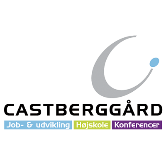 CASTBERGGÅRD
Job- & udvikling Højskole Konferencer